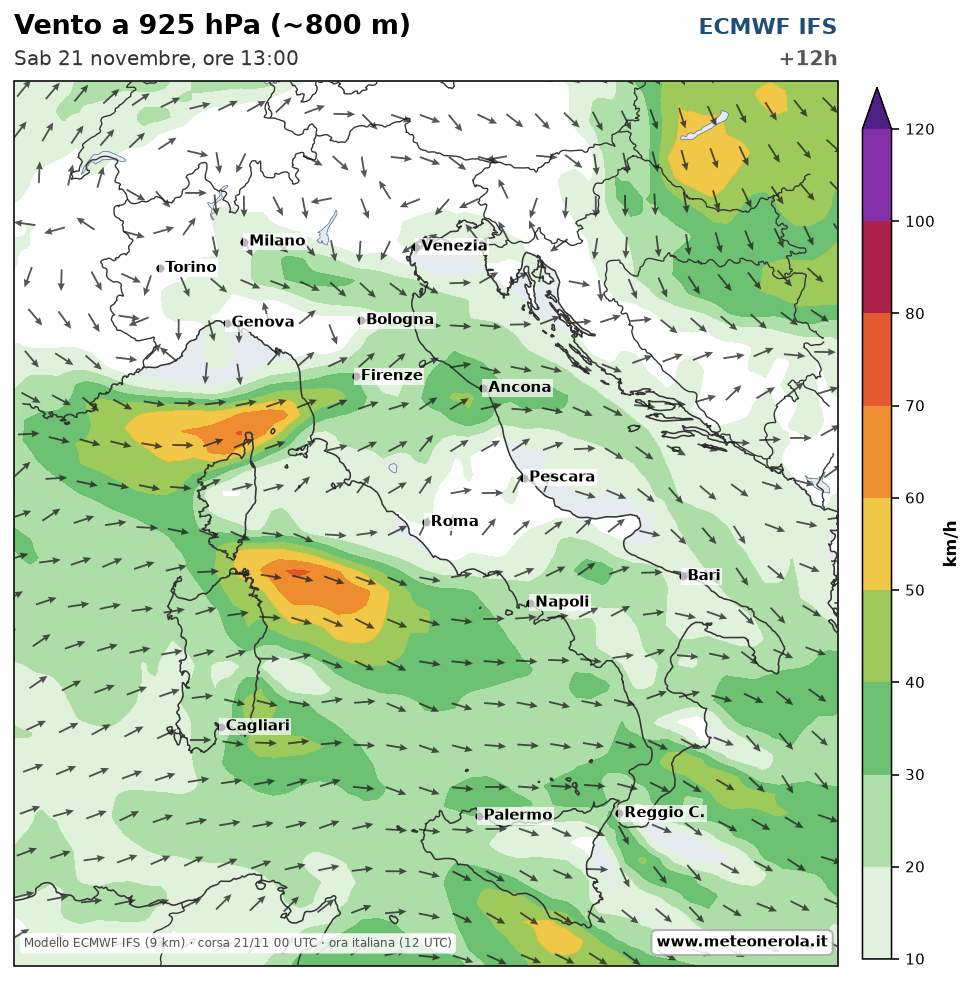 Vento a 925 hPa (~800 m)
ECMWF IFS
Sab 21 novembre, ore 13:00
+12h
Milano
Venezia
Torino
Genova
Bologna
Firenze
Ancona
Pescara
Roma
Bari
Napoli
Cagliari
Palermo
Reggio C.
120
100
80
70
60
50
40
30
20
10
km/h
Modello ECMWF IFS (9 km) · corsa 21/11 00 UTC · ora italiana (12 UTC)
www.meteonerola.it